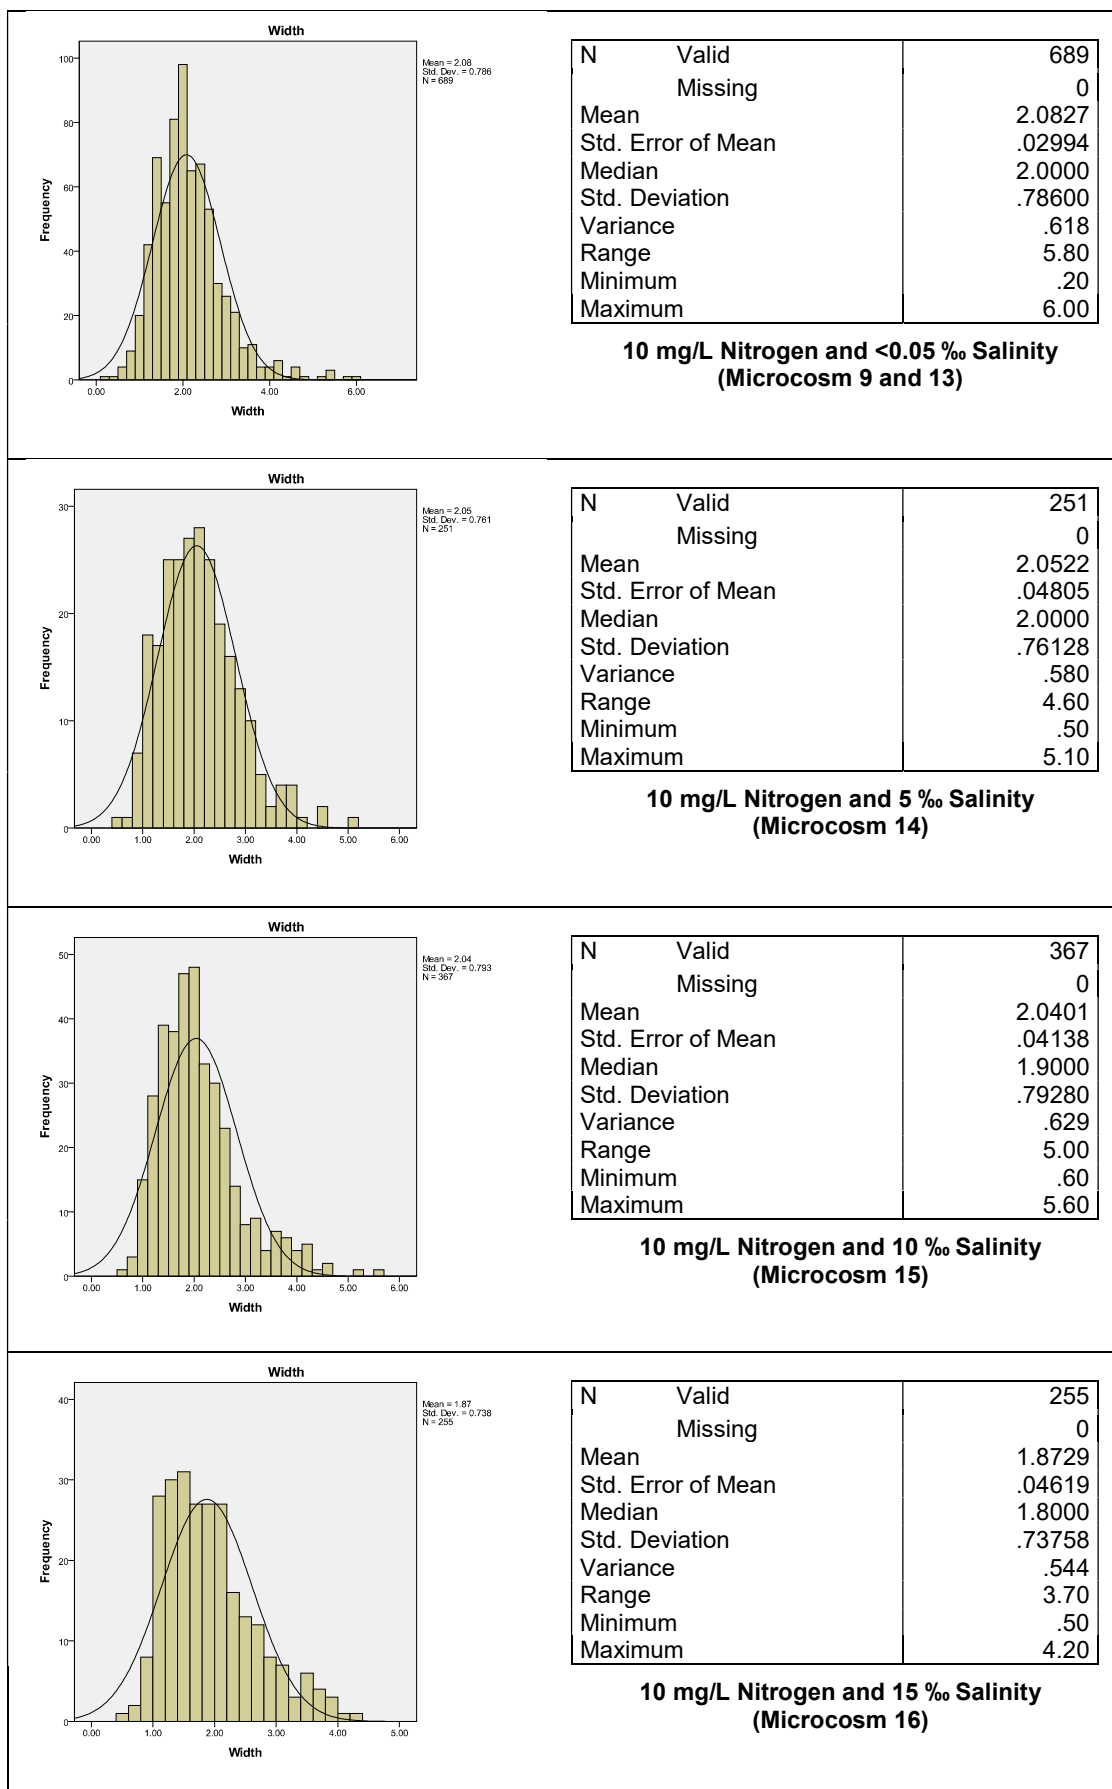 Width
Mean = 2.08
Std. Dev. = 0.786
N = 689
Frequency
100
80
60
40
20
0
0.00 2.00 4.00 6.00
Width
N Valid 689
Missing 0
Mean 2.0827
Std. Error of Mean .02994
Median 2.0000
Std. Deviation .78600
Variance .618
Range 5.80
Minimum .20
Maximum 6.00
10 mg/L Nitrogen and <0.05 ‰ Salinity
(Microcosm 9 and 13)
Width
Mean = 2.05
Std. Dev. = 0.761
N = 251
Frequency
30
20
10
0
0.00 1.00 2.00 3.00 4.00 5.00 6.00
Width
N Valid 251
Missing 0
Mean 2.0522
Std. Error of Mean .04805
Median 2.0000
Std. Deviation .76128
Variance .580
Range 4.60
Minimum .50
Maximum 5.10
10 mg/L Nitrogen and 5 ‰ Salinity
(Microcosm 14)
Width
Mean = 2.04
Std. Dev. = 0.793
N = 367
Frequency
50
40
30
20
10
0
0.00 1.00 2.00 3.00 4.00 5.00 6.00
Width
N Valid 367
Missing 0
Mean 2.0401
Std. Error of Mean .04138
Median 1.9000
Std. Deviation .79280
Variance .629
Range 5.00
Minimum .60
Maximum 5.60
10 mg/L Nitrogen and 10 ‰ Salinity
(Microcosm 15)
Width
Mean = 1.87
Std. Dev. = 0.738
N = 255
Frequency
40
30
20
10
0
0.00 1.00 2.00 3.00 4.00 5.00
Width
N Valid 255
Missing 0
Mean 1.8729
Std. Error of Mean .04619
Median 1.8000
Std. Deviation .73758
Variance .544
Range 3.70
Minimum .50
Maximum 4.20
10 mg/L Nitrogen and 15 ‰ Salinity
(Microcosm 16)